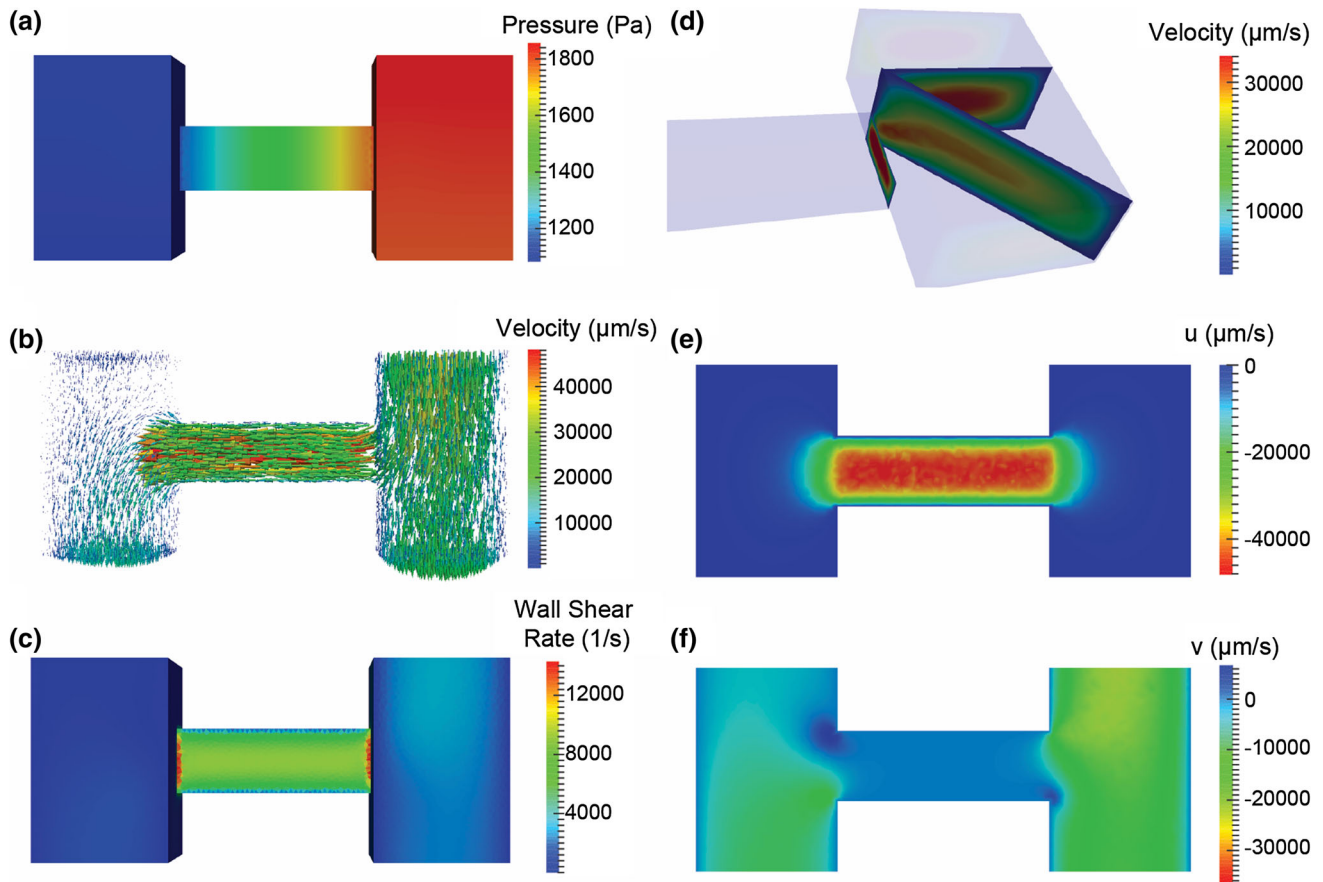 (a)
Pressure (Pa)
1800
1600
1400
1200
(b)
Velocity (µm/s)
40000
30000
20000
10000
(c)
Wall Shear
Rate (1/s)
12000
8000
4000
(d)
Velocity (µm/s)
30000
20000
10000
(e)
u (µm/s)
0
-20000
-40000
(f)
v (µm/s)
0
-10000
-20000
-30000